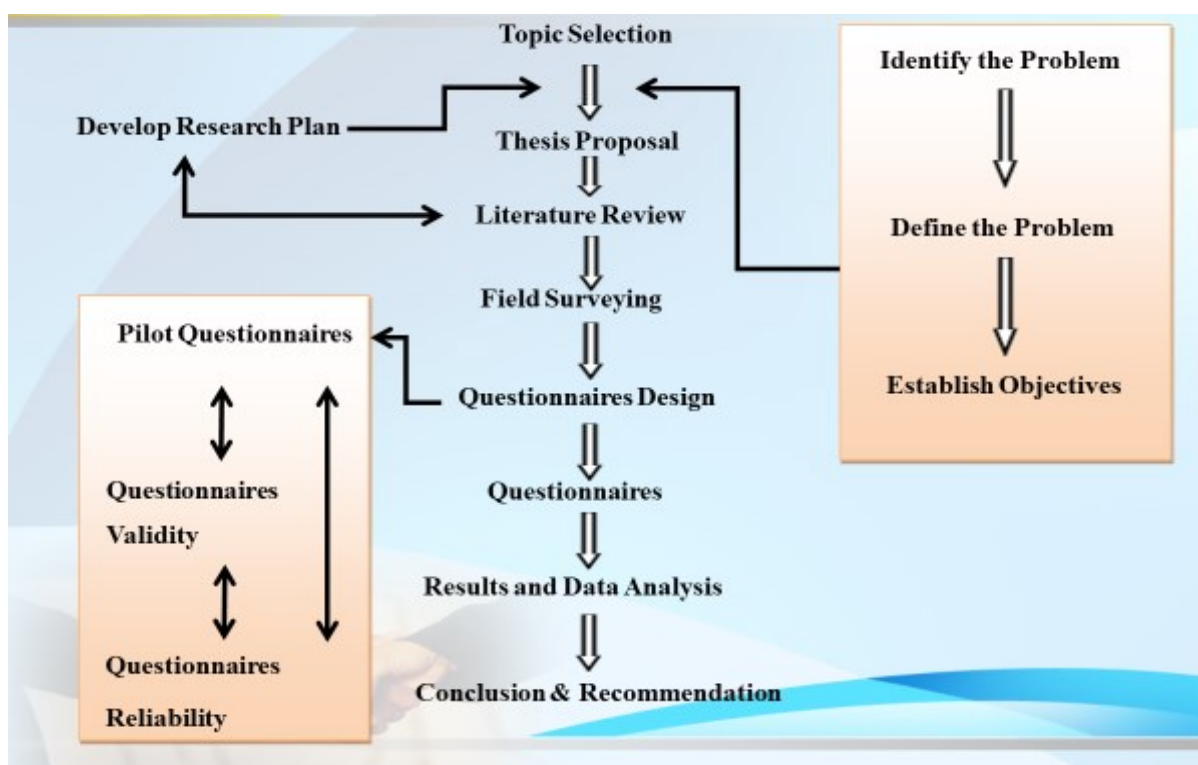 Topic Selection
Identify the Problem
Develop Research Plan
Thesis Proposal
Literature Review
Define the Problem
Field Surveying
Pilot Questionnaires
Establish Objectives
Questionnaires Design
Questionnaires
Validity
Questionnaires
Results and Data Analysis
Questionnaires
Reliability
Conclusion & Recommendation